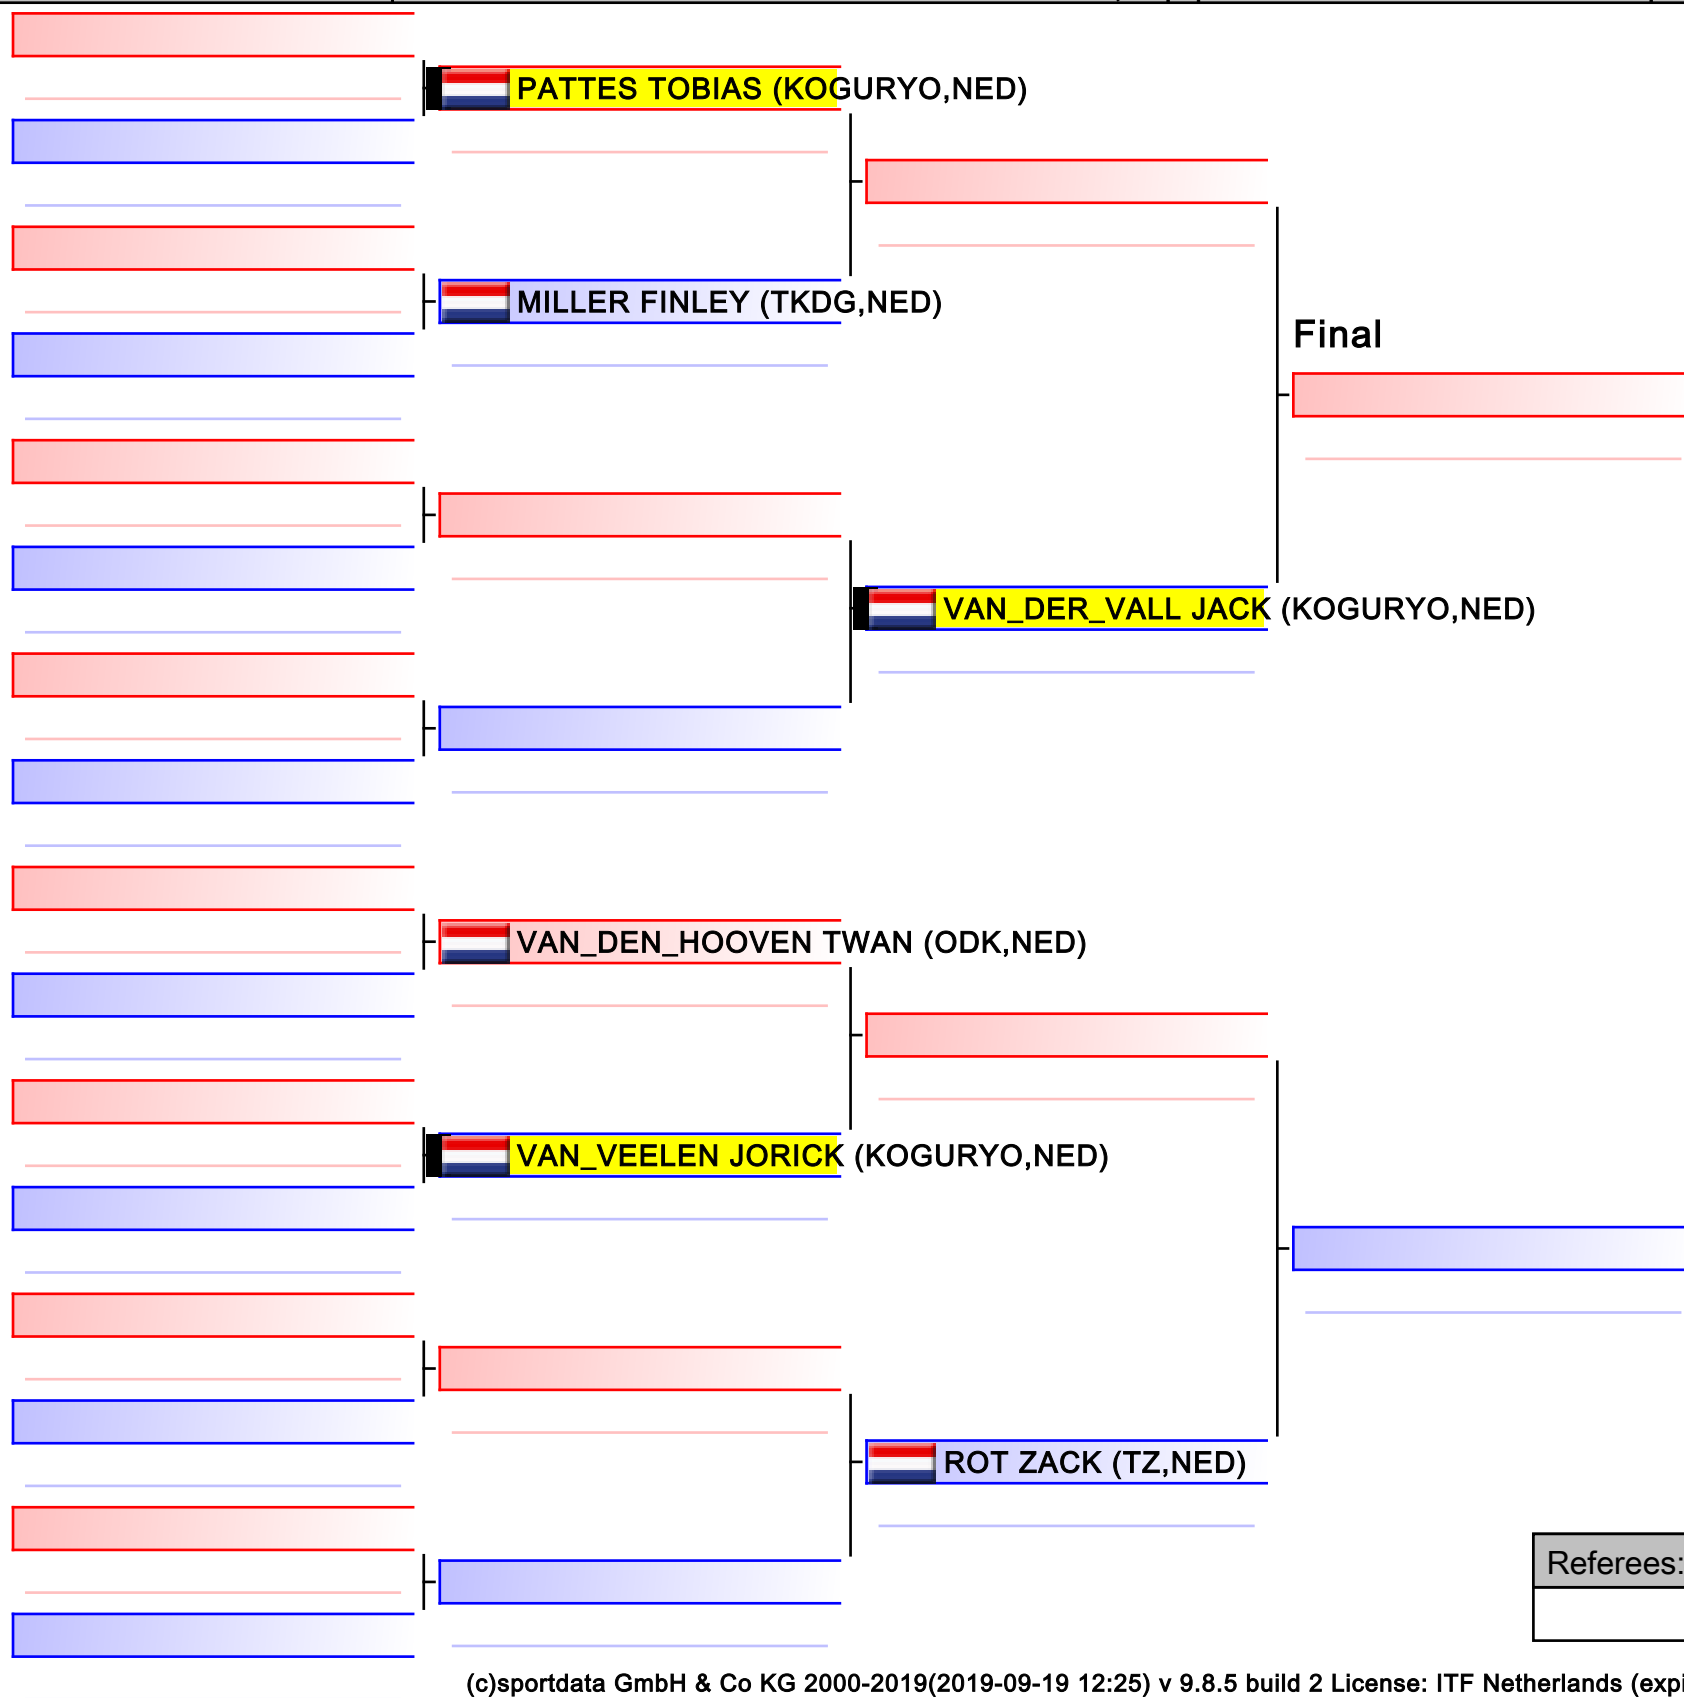 PATTES TOBIAS (KOGURYO,NED)
MILLER FINLEY (TKDG,NED)
Final
VAN_DER_VALL JACK (KOGURYO,NED)
VAN_DEN_HOOVEN TWAN (ODK,NED)
VAN_VEELEN JORICK (KOGURYO,NED)
ROT ZACK (TZ,NED)
Referees:
(c)sportdata GmbH & Co KG 2000-2019(2019-09-19 12:25) v 9.8.5 build 2 License: ITF Netherlands (expi